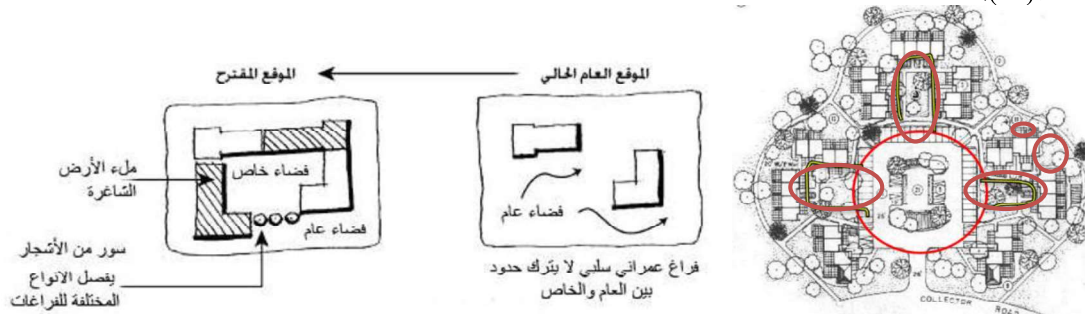 الموقع العام الحالي
الموقع المقترح
فضاء خاص
ملء الأرض
الشاغرة
فضاء عام
فضاء عام
سور من الأشجار
يفصل الانواع
المختلفة للفراغات
فراغ عمراني سلبي لا يترك حدود
بين العام والخاص
COLLECTOR
ROAD